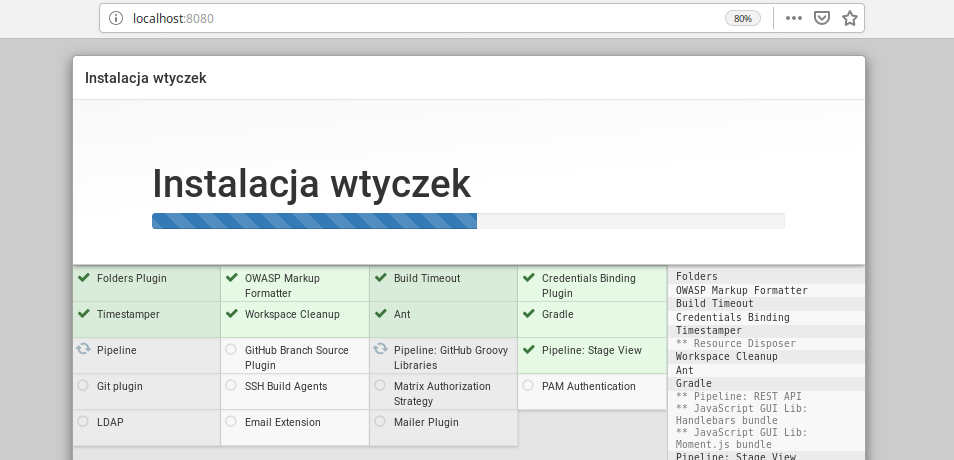 localhost:8080
80%
Instalacja wtyczek
Instalacja wtyczek
Folders Plugin
OWASP Markup
Formatter
Build Timeout
Credentials Binding
Plugin
Timestamper
Workspace Cleanup
Ant
Gradle
Pipeline
GitHub Branch Source
Plugin
Pipeline: GitHub Groovy
Libraries
Pipeline: Stage View
Git plugin
SSH Build Agents
Matrix Authorization
Strategy
PAM Authentication
LDAP
Email Extension
Mailer Plugin
Folders
OWASP Markup Formatter
Build Timeout
Credentials Binding
Timestamper
** Resource Disposer
Workspace Cleanup
Ant
Gradle
** Pipeline: REST API
** JavaScript GUI Lib:
Handlebars bundle
** JavaScript GUI Lib:
Moment.js bundle
Pipeline: Stage View